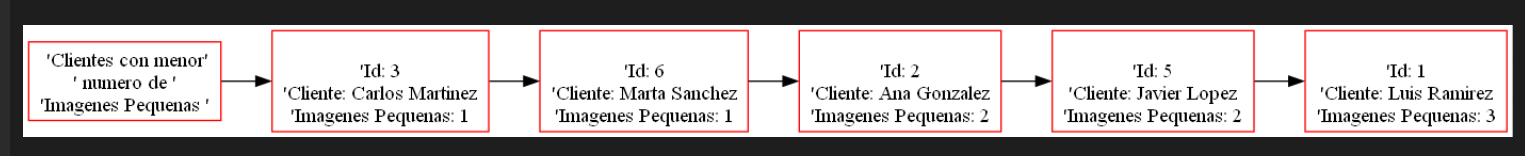 'Clientes con menor'
' numero de '
'Imagenes Pequenas '
'Id: 3
'Cliente: Carlos Martinez
'Imagenes Pequenas: 1
'Id: 6
'Cliente: Marta Sanchez
'Imagenes Pequenas: 1
'Id: 2
'Cliente: Ana Gonzalez
'Imagenes Pequenas: 2
'Id: 5
'Cliente: Javier Lopez
'Imagenes Pequenas: 2
'Id: 1
'Cliente: Luis Ramirez
'Imagenes Pequenas: 3